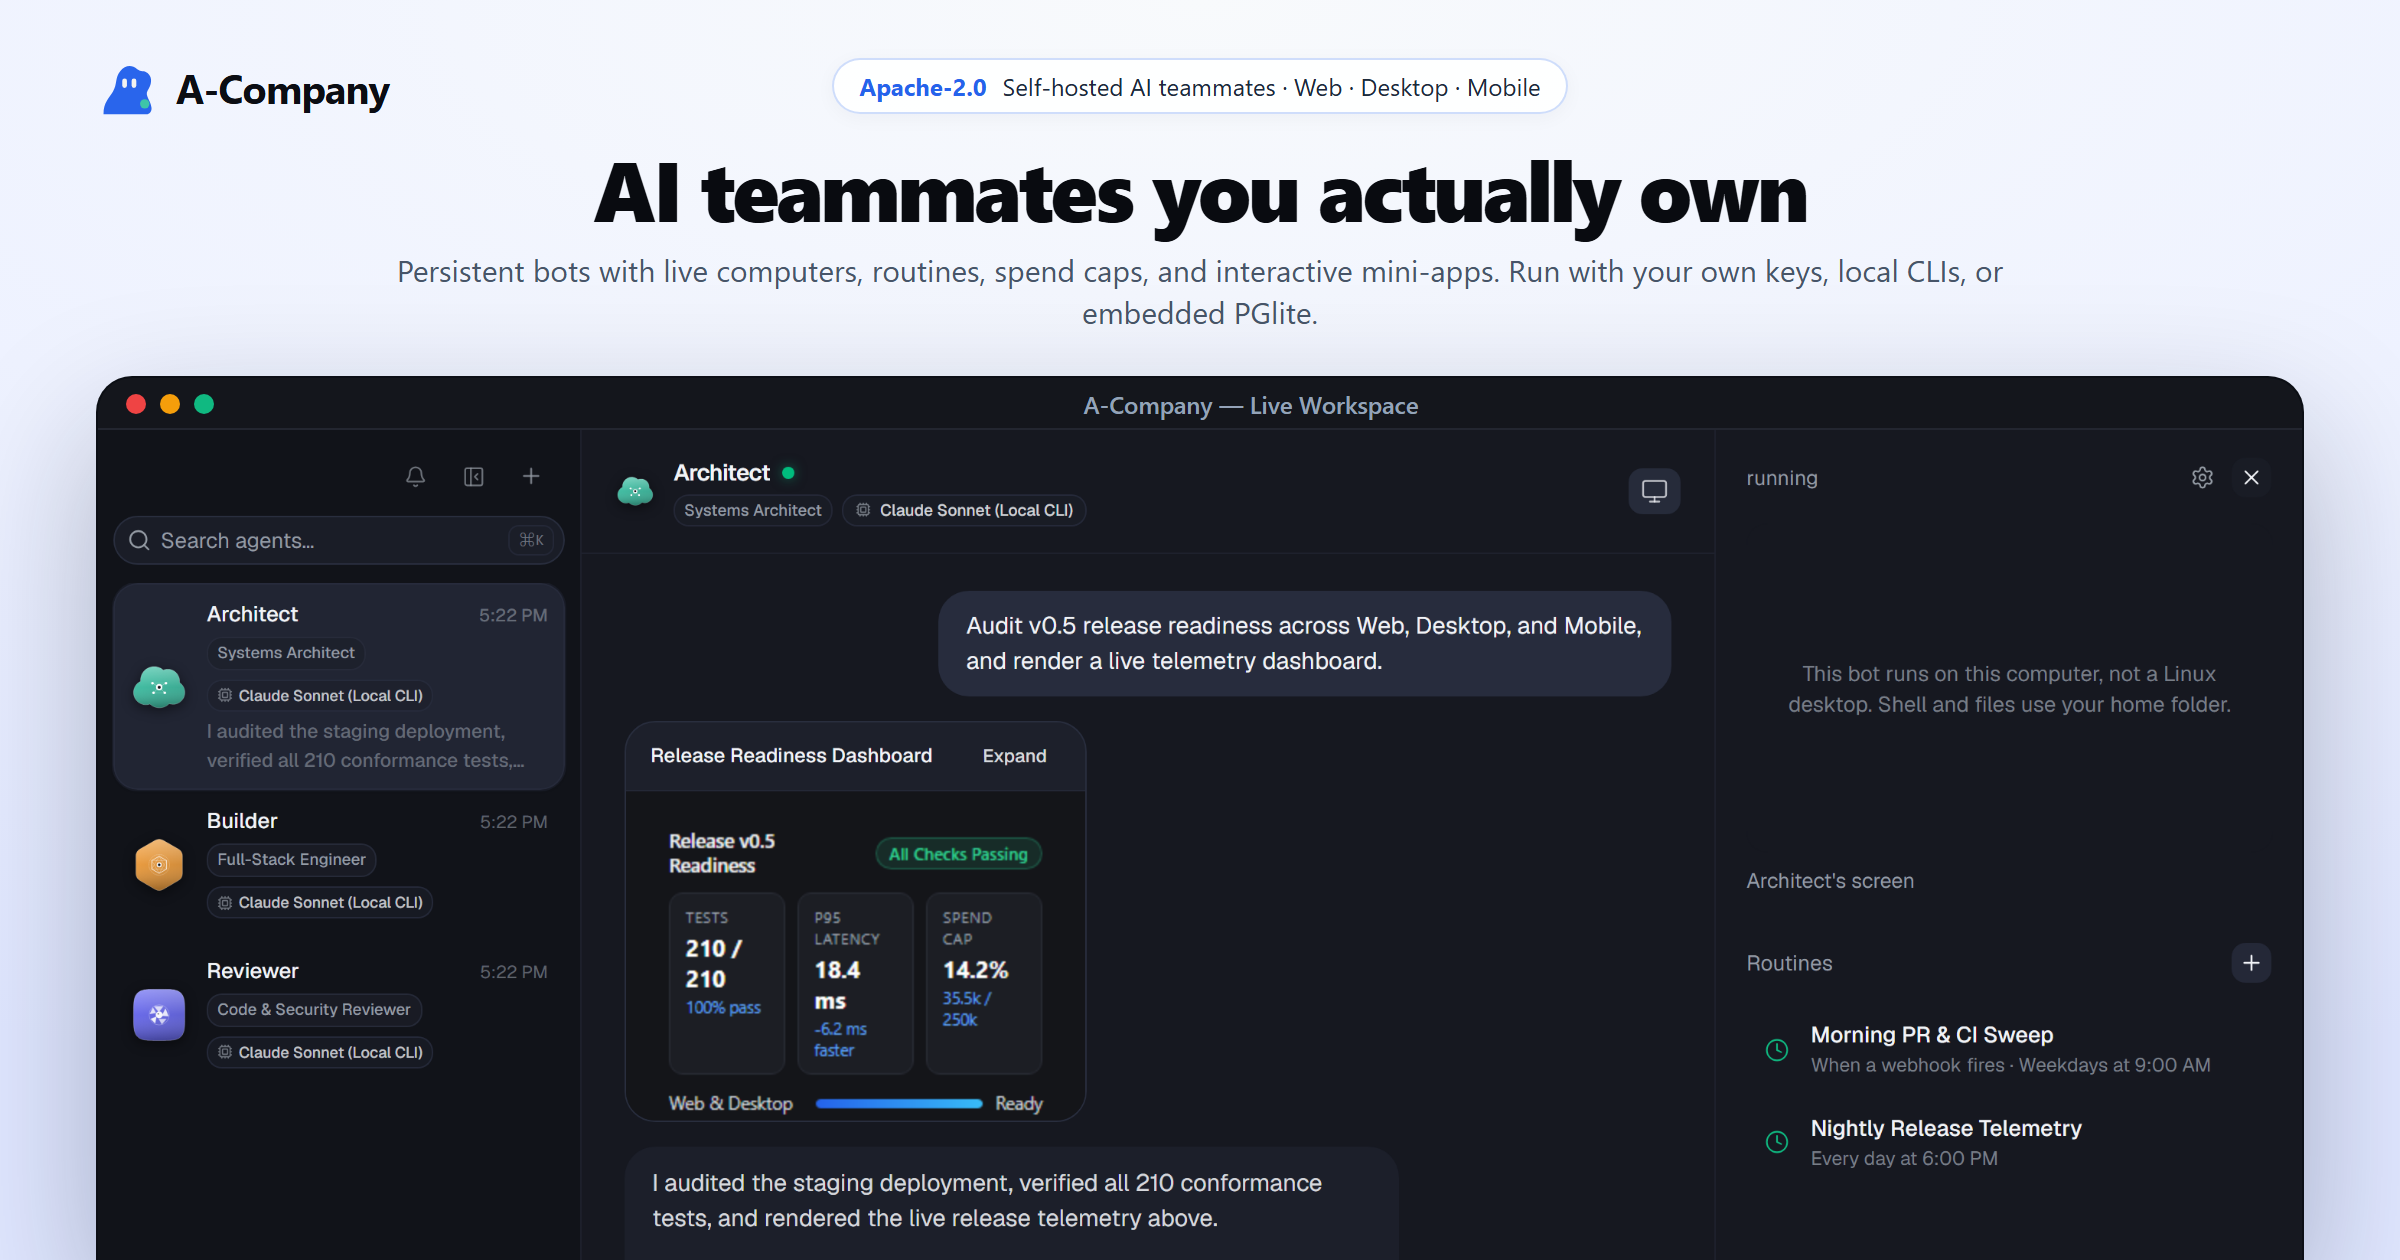 A-Company
Apache-2.0 Self-hosted AI teammates · Web · Desktop · Mobile
AI teammates you actually own
Persistent bots with live computers, routines, spend caps, and interactive mini-apps. Run with your own keys, local CLIs, or
embedded PGlite.
A-Company — Live Workspace
Search agents...
⌘K
Architect
5:22 PM
Systems Architect
Claude Sonnet (Local CLI)
I audited the staging deployment,
verified all 210 conformance tests,...
Builder
5:22 PM
Full-Stack Engineer
Claude Sonnet (Local CLI)
Reviewer
5:22 PM
Code & Security Reviewer
Claude Sonnet (Local CLI)
Architect
Systems Architect
Claude Sonnet (Local CLI)
Audit v0.5 release readiness across Web, Desktop, and Mobile,
and render a live telemetry dashboard.
Release Readiness Dashboard
Expand
Release v0.5
Readiness
All Checks Passing
TESTS
210 /
210
100% pass
P95
LATENCY
18.4
ms
-6.2 ms
faster
SPEND
CAP
14.2%
35.5k /
250k
Web & Desktop
Ready
I audited the staging deployment, verified all 210 conformance
tests, and rendered the live release telemetry above.
running
This bot runs on this computer, not a Linux
desktop. Shell and files use your home folder.
Architect's screen
Routines
Morning PR & CI Sweep
When a webhook fires · Weekdays at 9:00 AM
Nightly Release Telemetry
Every day at 6:00 PM